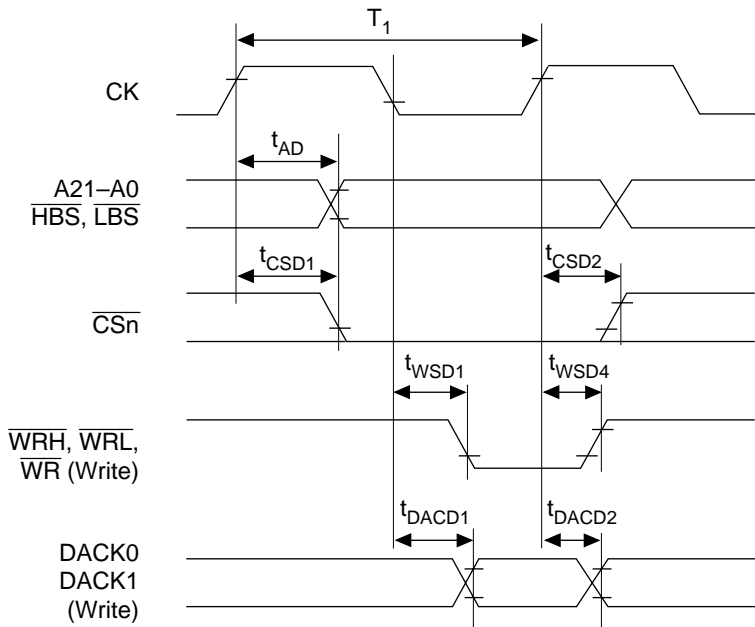 T1
CK
tAD
A21–A0
HBS, LBS
tCSD1
tCSD2
CSn
tWSD1
tWSD4
WRH, WRL,
WR (Write)
tDACD1
tDACD2
DACK0
DACK1
(Write)